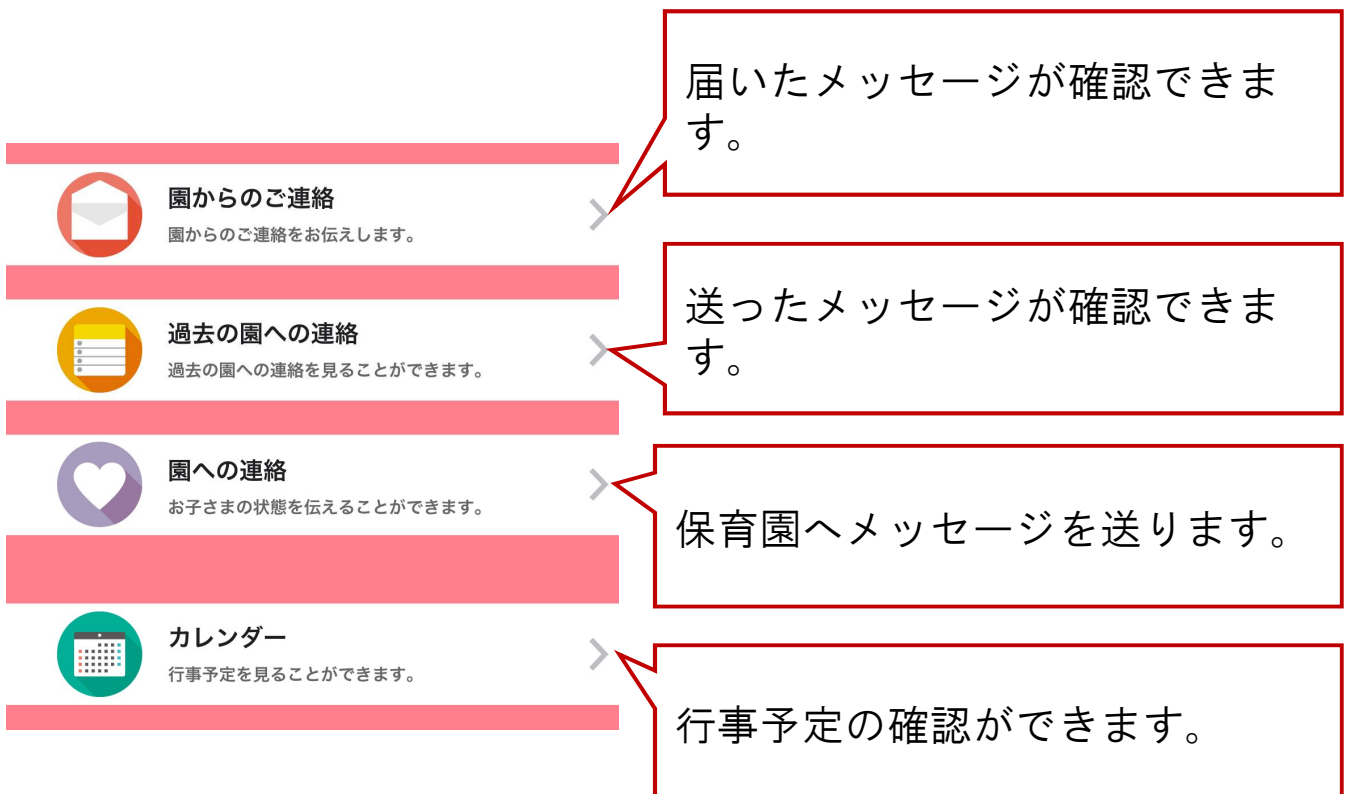 届いたメッセージが確認できま
す。
園からのご連絡
園からのご連絡をお伝えします。
送ったメッセージが確認できま
す。
過去の園への連絡
過去の園への連絡を見ることができます。
園への連絡
お子さまの状態を伝えることができます。
保育園へメッセージを送ります。
カレンダー
行事予定を見ることができます。
行事予定の確認ができます。